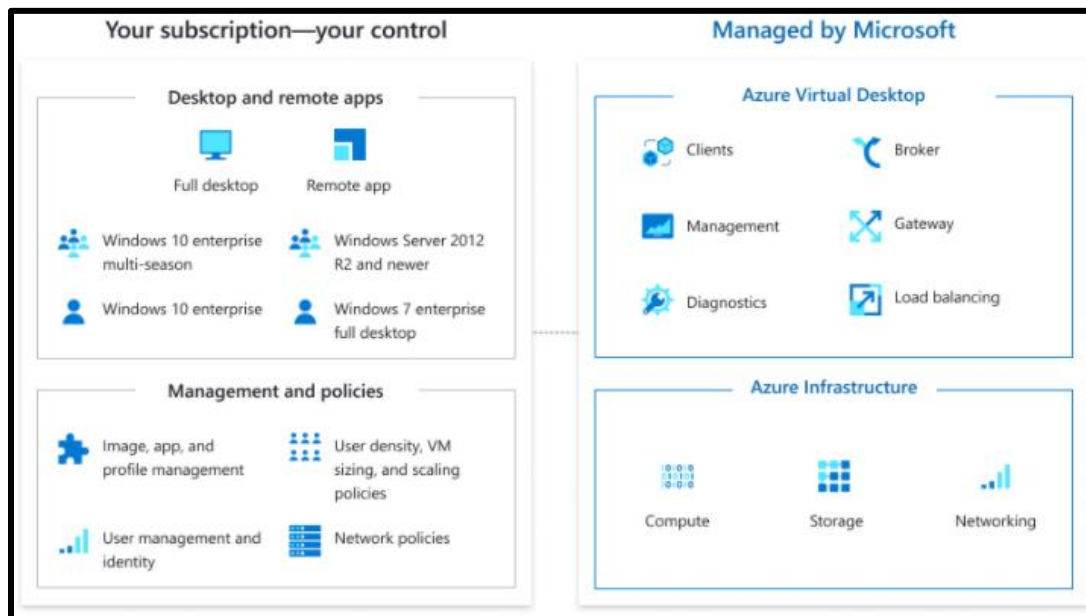 Your subscription—your control
Desktop and remote apps
Full desktop
Remote app
Windows 10 enterprise
multi-season
Windows Server 2012
R2 and newer
Windows 10 enterprise
Windows 7 enterprise
full desktop
Management and policies
Image, app, and
profile management
User density, VM
sizing, and scaling
policies
User management and
identity
Network policies
Managed by Microsoft
Azure Virtual Desktop
Clients
Broker
Management
Gateway
Diagnostics
Load balancing
Azure Infrastructure
Compute
Storage
Networking